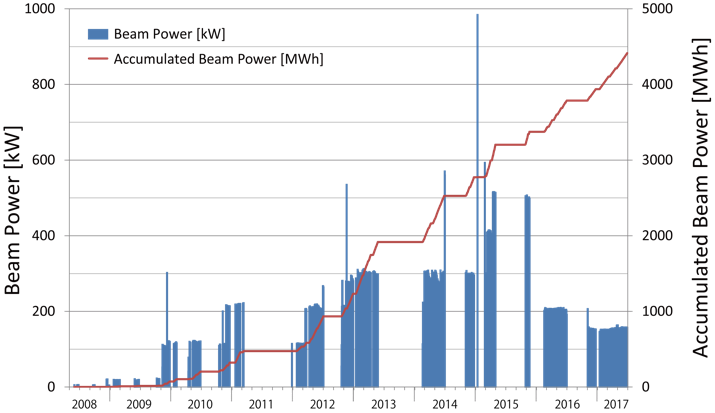 Beam Power [kW]
1000
800
600
400
200
0
Beam Power [kW]
Accumulated Beam Power [MWh]
5000
4000
3000
2000
1000
0
Accumulated Beam Power [MWh]
2008 2009 2010 2011 2012 2013 2014 2015 2016 2017